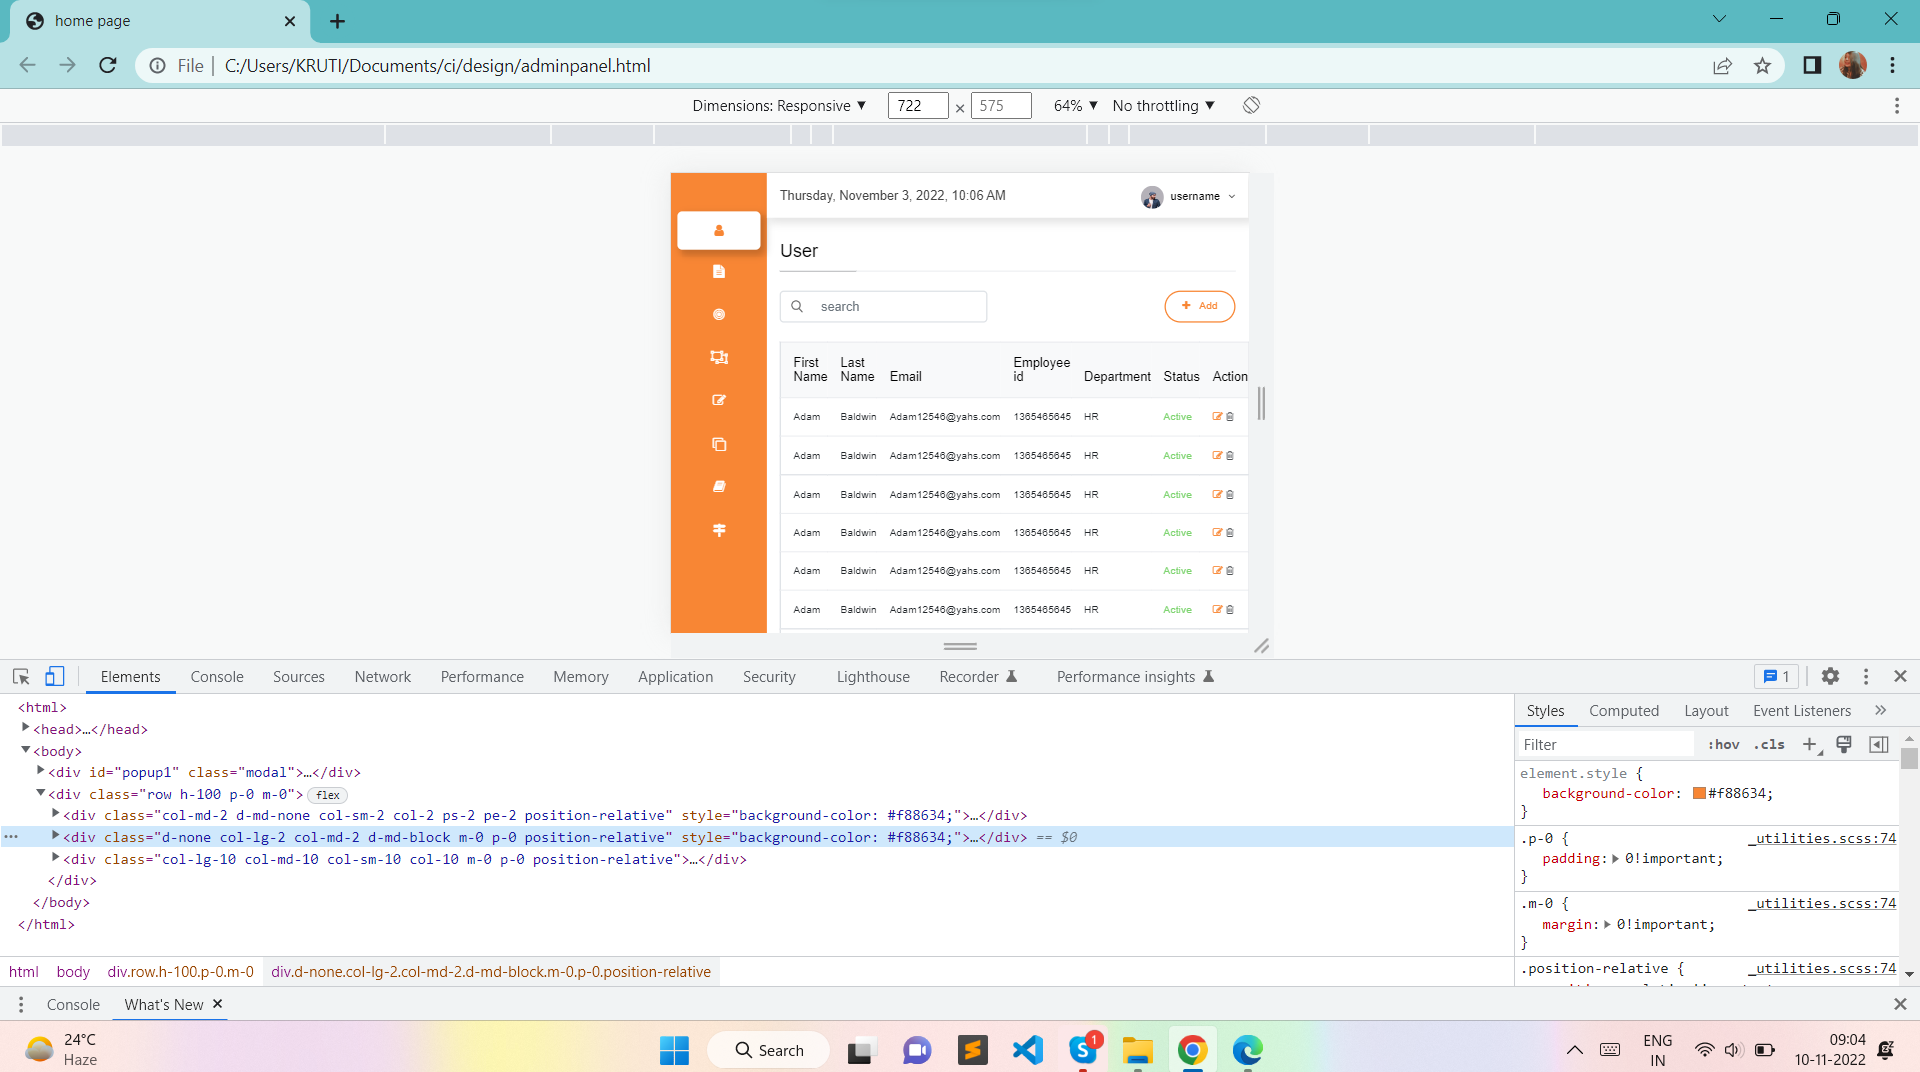 home page
File | C:/Users/KRUTI/Documents/ci/design/adminpanel.html
Dimensions: Responsive ▼ 722 × 575 64% ▼ No throttling ▼
Thursday, November 3, 2022, 10:06 AM
username
User
search
+ Add
First Name Last Name Email Employee id Department Status Action
Adam Baldwin Adam12546@yahs.com 1365465645 HR Active
Adam Baldwin Adam12546@yahs.com 1365465645 HR Active
Adam Baldwin Adam12546@yahs.com 1365465645 HR Active
Adam Baldwin Adam12546@yahs.com 1365465645 HR Active
Adam Baldwin Adam12546@yahs.com 1365465645 HR Active
Adam Baldwin Adam12546@yahs.com 1365465645 HR Active
Elements Console Sources Network Performance Memory Application Security Lighthouse Recorder Performance insights 1
<html>
<head>…</head>
<body>
<div id="popup1" class="modal">…</div>
<div class="row h-100 p-0 m-0"> flex
<div class="col-md-2 d-md-none col-sm-2 col-2 ps-2 pe-2 position-relative" style="background-color: #f88634;">…</div>
<div class="d-none col-lg-2 col-md-2 d-md-block m-0 p-0 position-relative" style="background-color: #f88634;">…</div> == $0
<div class="col-lg-10 col-md-10 col-sm-10 col-10 m-0 p-0 position-relative">…</div>
</div>
</body>
</html>
html body div.row.h-100.p-0.m-0 div.d-none.col-lg-2.col-md-2.d-md-block.m-0.p-0.position-relative
Styles Computed Layout Event Listeners »
Filter :hov .cls +
element.style {
background-color: #f88634;
}
.p-0 { _utilities.scss:74
padding: 0!important;
}
.m-0 { _utilities.scss:74
margin: 0!important;
}
.position-relative { _utilities.scss:74
Console What's New
24°C
Haze
Search
1
ENG
IN
09:04
10-11-2022